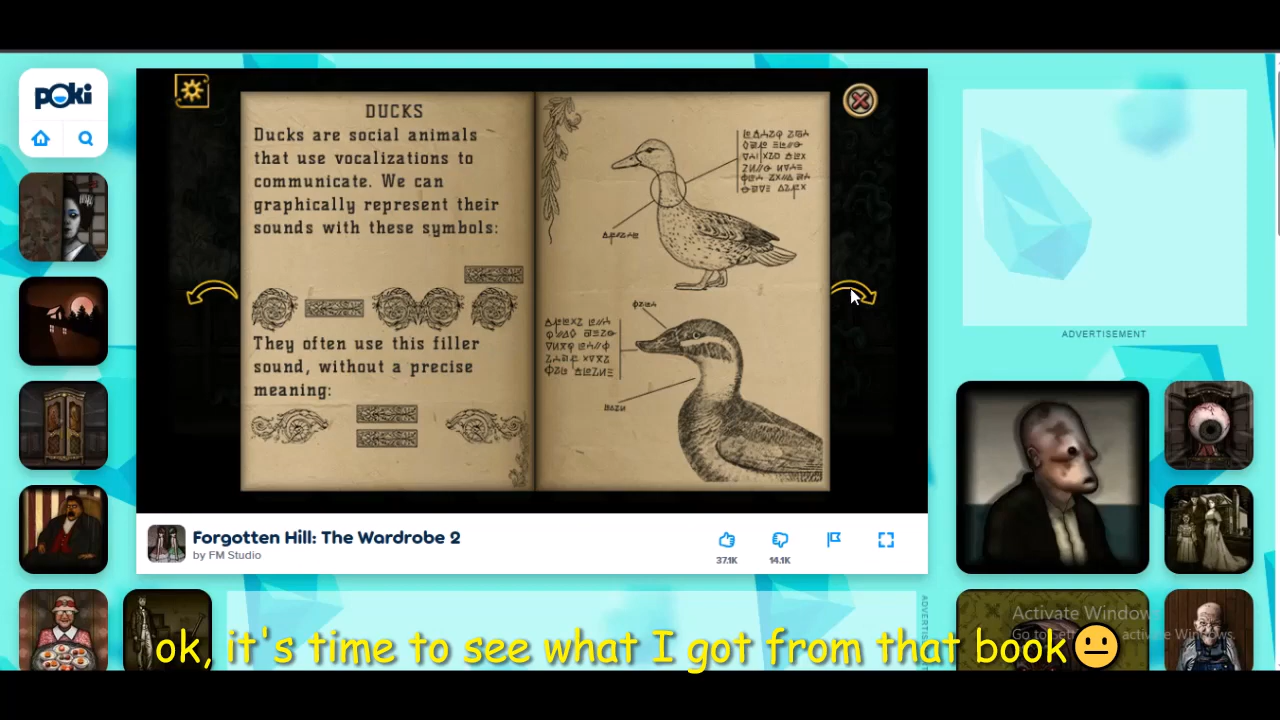 poki
DUCKS
Ducks are social animals
that use vocalizations to
communicate. We can
graphically represent their
sounds with these symbols:
They often use this filler
sound, without a precise
meaning:
ADVERTISEMENT
Forgotten Hill: The Wardrobe 2
by FM Studio
37.1K
14.1K
Activate Windows
ok, it's time to see what I got from that book😐